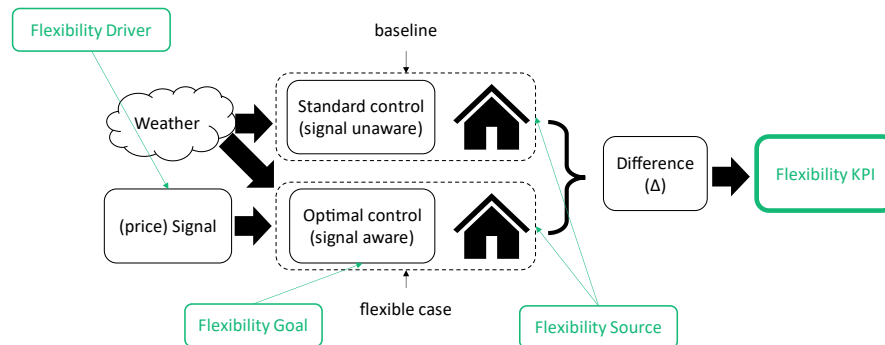 Flexibility Driver
baseline
Weather
Standard control
(signal unaware)
Difference
(Δ)
Flexibility KPI
(price) Signal
Optimal control
(signal aware)
flexible case
Flexibility Goal
Flexibility Source